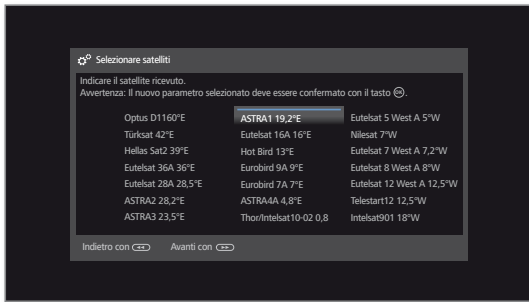 Selezionare satelliti
Indicare il satellite ricevuto.
Avvertenza: Il nuovo parametro selezionato deve essere confermato con il tasto OK.
Optus D1160°E ASTRA1 19,2°E Eutelsat 5 West A 5°W
Türksat 42°E Eutelsat 16A 16°E Nilesat 7°W
Hellas Sat2 39°E Hot Bird 13°E Eutelsat 7 West A 7,2°W
Eutelsat 36A 36°E Eurobird 9A 9°E Eutelsat 8 West A 8°W
Eutelsat 28A 28,5°E Eurobird 7A 7°E Eutelsat 12 West A 12,5°W
ASTRA2 28,2°E ASTRA4A 4,8°E Telestart12 12,5°W
ASTRA3 23,5°E Thor/Intelsat10-02 0,8 Intelsat901 18°W
Indietro con Avanti con